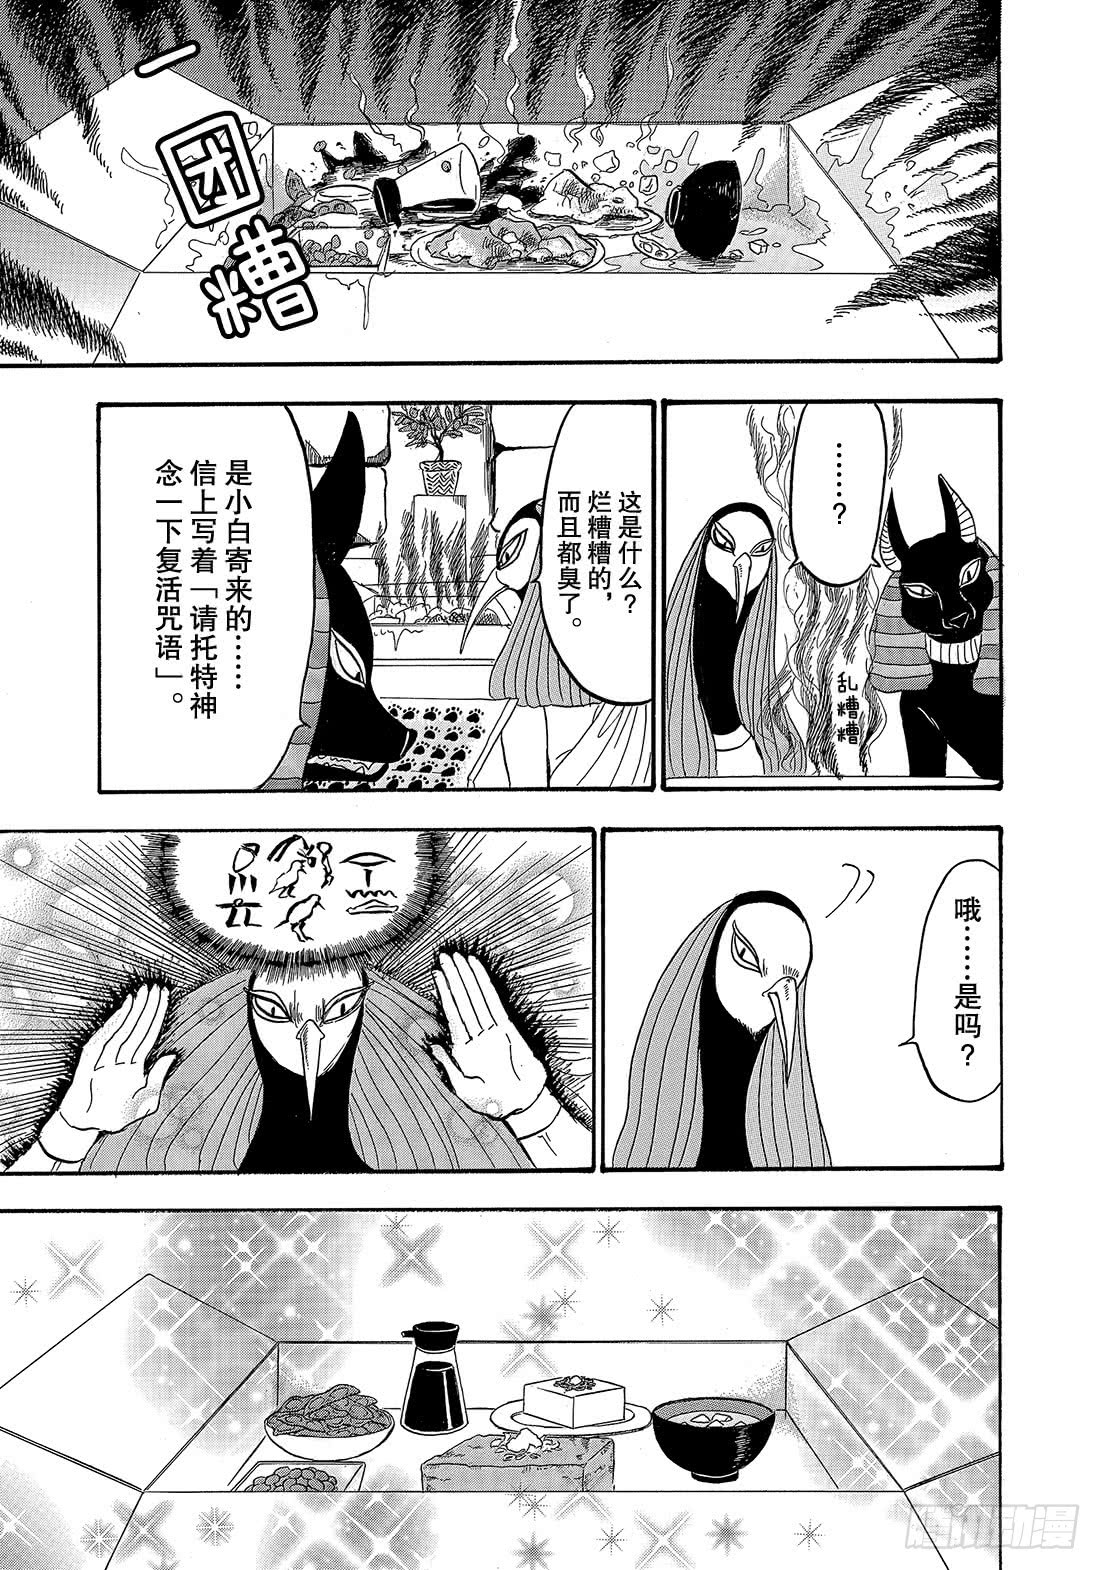 一
团
糟
……？
乱糟糟
这是什么？
烂糟糟的，
而且都臭了。
是小白寄来的……
信上写着「请托特神
念一下复活咒语」。
哦……是吗？